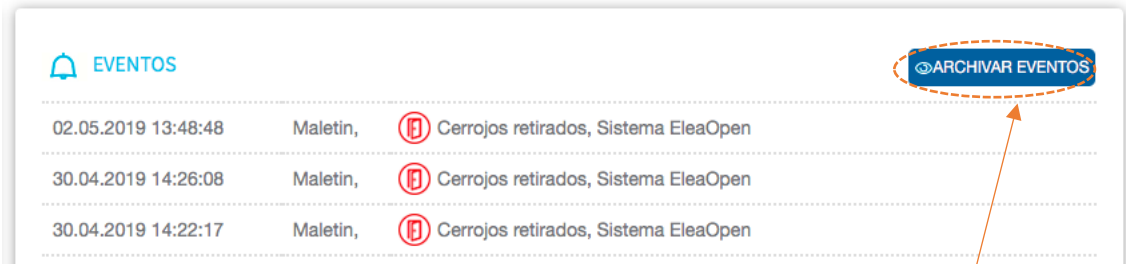 EVENTOS
ARCHIVAR EVENTOS
02.05.2019 13:48:48 Maletin, Cerrojos retirados, Sistema EleaOpen
30.04.2019 14:26:08 Maletin, Cerrojos retirados, Sistema EleaOpen
30.04.2019 14:22:17 Maletin, Cerrojos retirados, Sistema EleaOpen